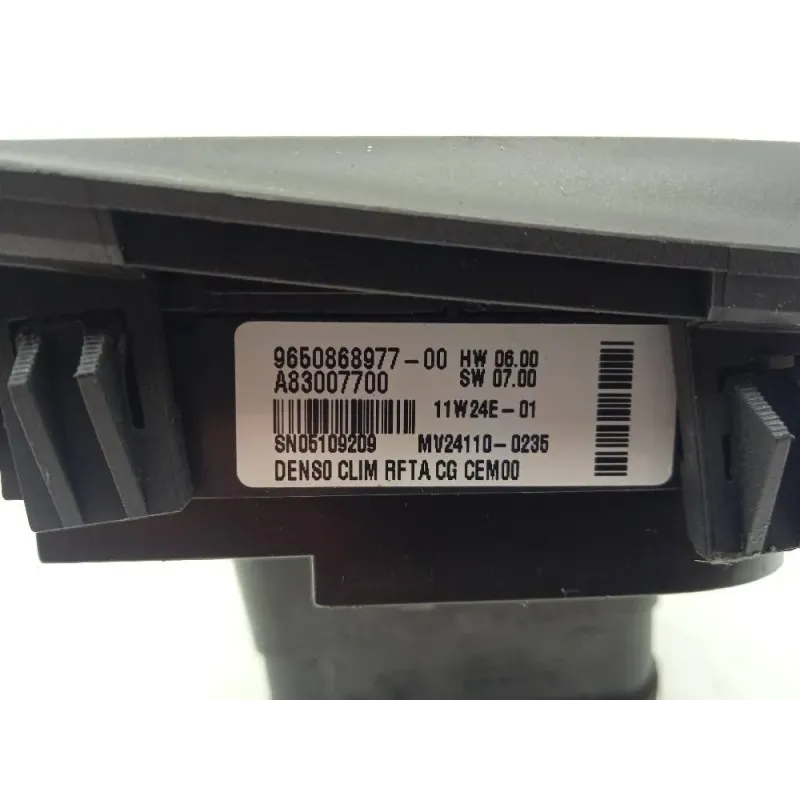 9650868977-00 HW 06.00
A83007700 SW 07.00
11W24E-01
SN05109209 MV24110-0235
DENSO CLIM RFTA CG CEM00